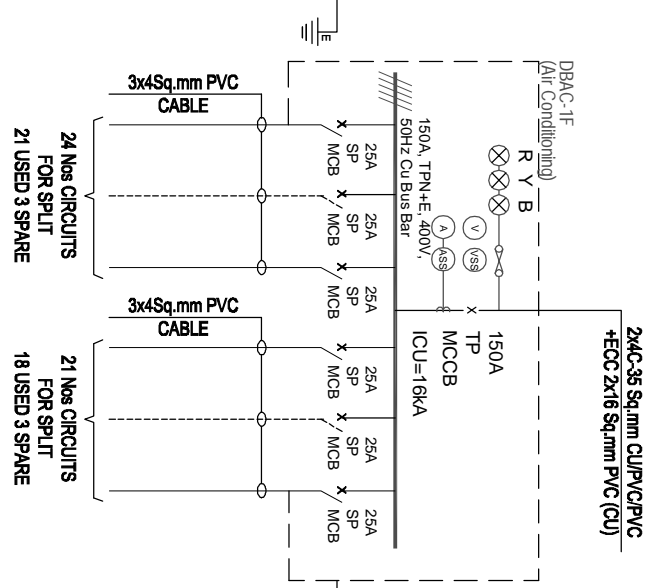 E
DBAC-1F
(Air Conditioning)
R Y B
V VSS
A ASS
2x4C-35 Sq.mm CU/PVC/PVC
+ECC 2x16 Sq.mm PVC (CU)
150A
TP
MCCB
ICU=16kA
150A, TPN+E, 400V,
50Hz Cu Bus Bar
25A
SP
MCB
25A
SP
MCB
25A
SP
MCB
25A
SP
MCB
25A
SP
MCB
25A
SP
MCB
3x4Sq.mm PVC
CABLE
24 Nos CIRCUITS
FOR SPLIT
21 USED 3 SPARE
3x4Sq.mm PVC
CABLE
21 Nos CIRCUITS
FOR SPLIT
18 USED 3 SPARE